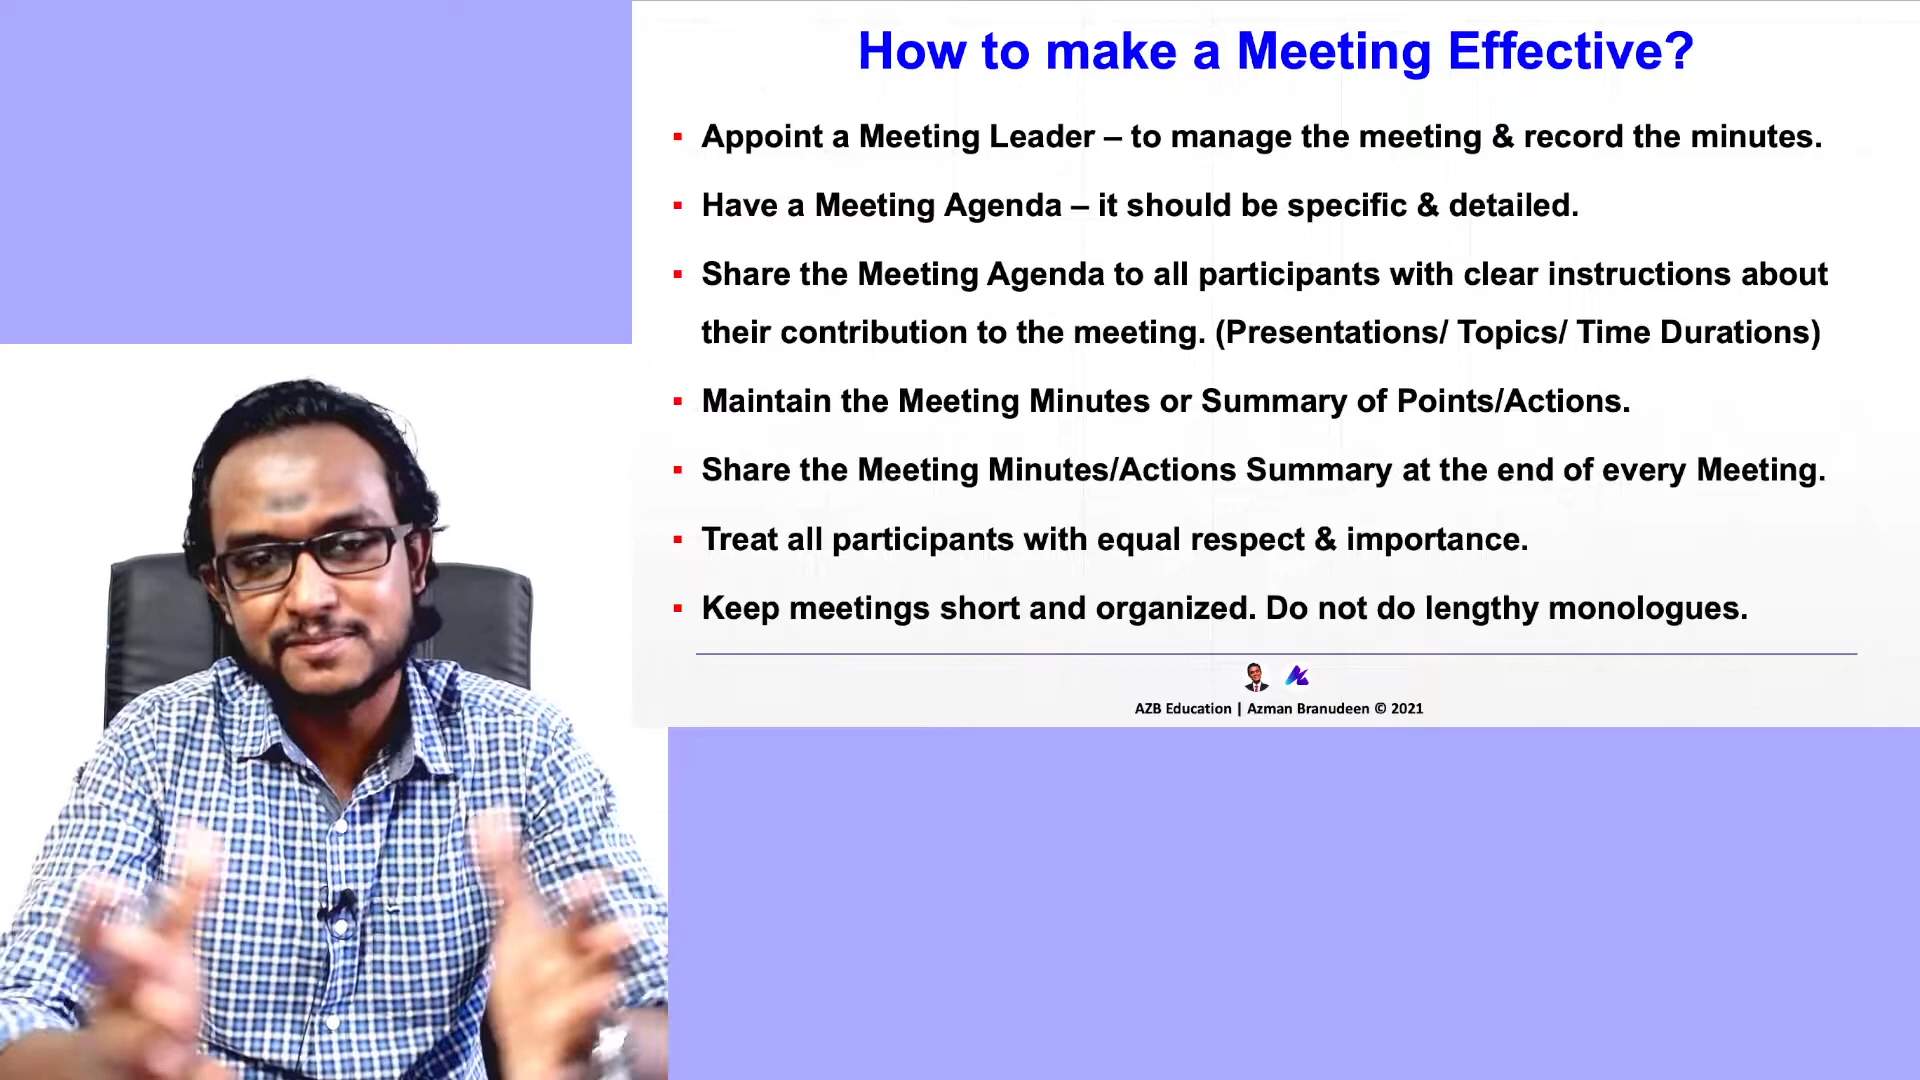 How to make a Meeting Effective?
▪ Appoint a Meeting Leader – to manage the meeting & record the minutes.
▪ Have a Meeting Agenda – it should be specific & detailed.
▪ Share the Meeting Agenda to all participants with clear instructions about
their contribution to the meeting. (Presentations/ Topics/ Time Durations)
▪ Maintain the Meeting Minutes or Summary of Points/Actions.
▪ Share the Meeting Minutes/Actions Summary at the end of every Meeting.
▪ Treat all participants with equal respect & importance.
▪ Keep meetings short and organized. Do not do lengthy monologues.
AZB Education | Azman Branudeen © 2021